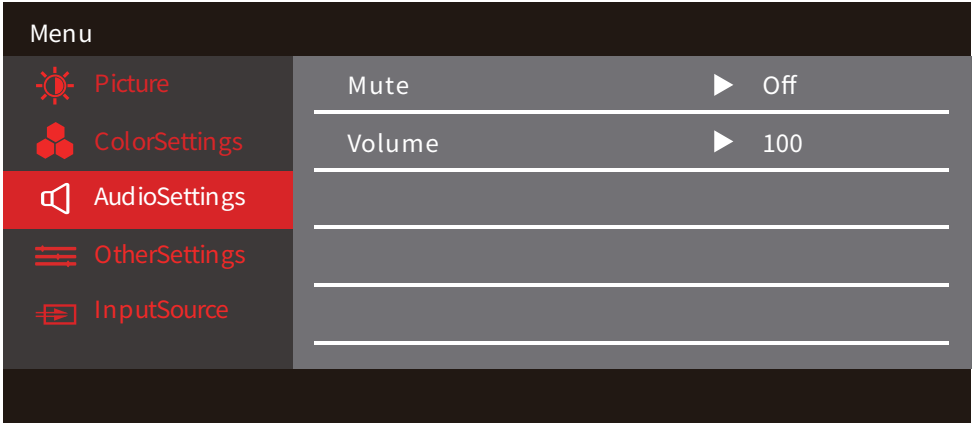 Menu
Picture
ColorSettings
AudioSettings
OtherSettings
InputSource
Mute Off
Volume 100